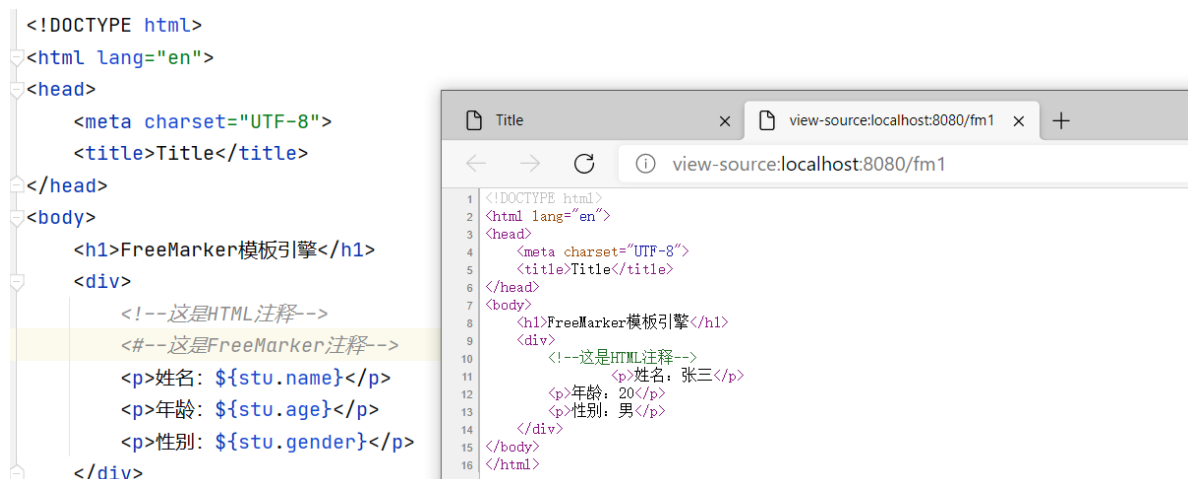 <!DOCTYPE html>
<html lang="en">
<head>
    <meta charset="UTF-8">
    <title>Title</title>
</head>
<body>
    <h1>FreeMarker模板引擎</h1>
    <div>
        <!--这是HTML注释-->
        <#--这是FreeMarker注释-->
        <p>姓名：${stu.name}</p>
        <p>年龄：${stu.age}</p>
        <p>性别：${stu.gender}</p>
    </div>
Title
view-source:localhost:8080/fm1
view-source:localhost:8080/fm1
1 <!DOCTYPE html>
2 <html lang="en">
3 <head>
4     <meta charset="UTF-8">
5     <title>Title</title>
6 </head>
7 <body>
8     <h1>FreeMarker模板引擎</h1>
9     <div>
10         <!--这是HTML注释-->
11                 <p>姓名：张三</p>
12         <p>年龄：20</p>
13         <p>性别：男</p>
14     </div>
15 </body>
16 </html>